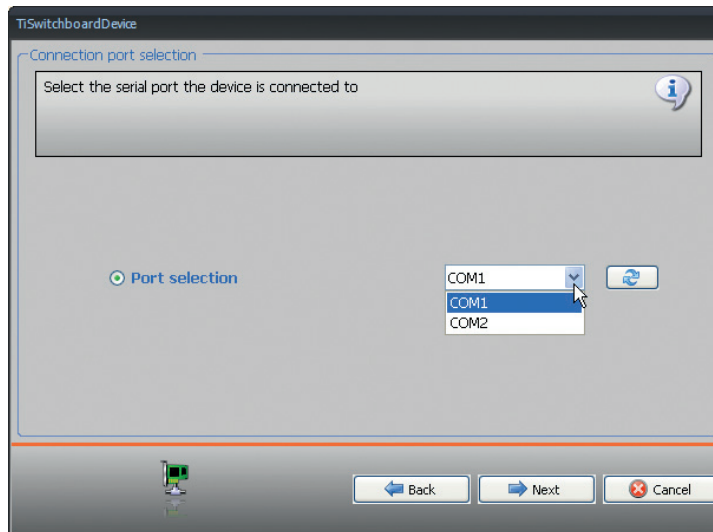 TiSwitchboardDevice
Connection port selection
Select the serial port the device is connected to
Port selection
COM1
COM1
COM2
Back
Next
Cancel